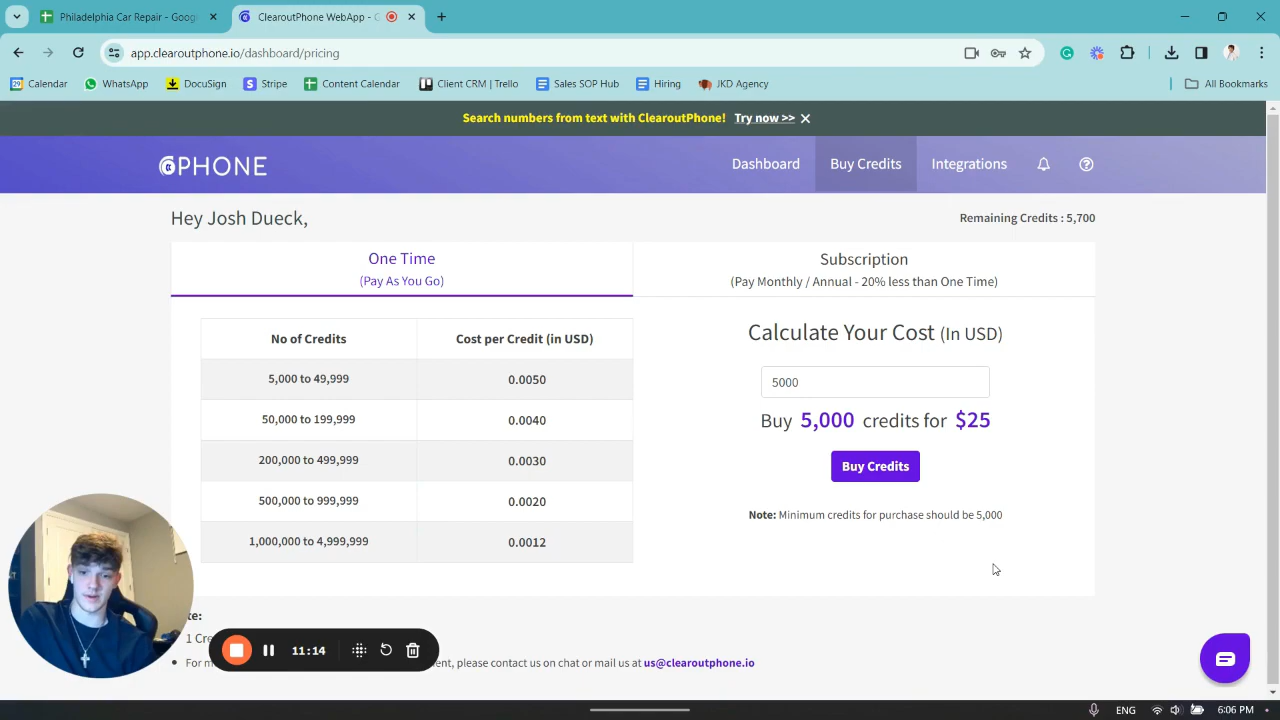 Philadelphia Car Repair - Goog
ClearoutPhone WebApp - C
app.clearoutphone.io/dashboard/pricing
Calendar
WhatsApp
DocuSign
Stripe
Content Calendar
Client CRM | Trello
Sales SOP Hub
Hiring
JKD Agency
All Bookmarks
Search numbers from text with ClearoutPhone! Try now >>
PHONE
Dashboard
Buy Credits
Integrations
Hey Josh Dueck,
Remaining Credits : 5,700
One Time
(Pay As You Go)
Subscription
(Pay Monthly / Annual - 20% less than One Time)
No of Credits Cost per Credit (in USD)
5,000 to 49,999 0.0050
50,000 to 199,999 0.0040
200,000 to 499,999 0.0030
500,000 to 999,999 0.0020
1,000,000 to 4,999,999 0.0012
Calculate Your Cost (In USD)
5000
Buy 5,000 credits for $25
Buy Credits
Note: Minimum credits for purchase should be 5,000
te:
1 Cre
For m
ent, please contact us on chat or mail us at us@clearoutphone.io
11:14
ENG
6:06 PM